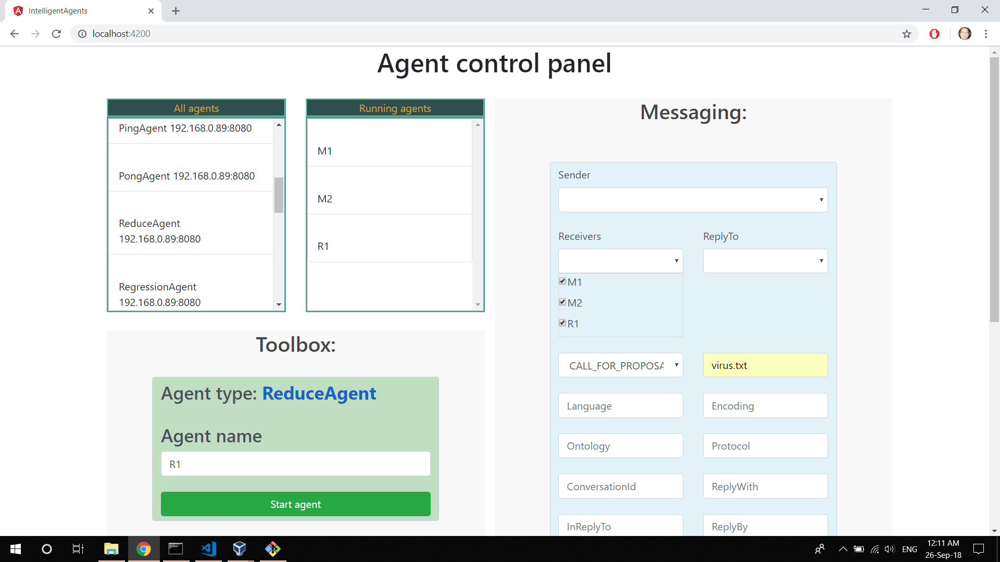 IntelligentAgents
localhost:4200
Agent control panel
All agents
PingAgent 192.168.0.89:8080
PongAgent 192.168.0.89:8080
ReduceAgent
192.168.0.89:8080
RegressionAgent
192.168.0.89:8080
Running agents
M1
M2
R1
Toolbox:
Agent type: ReduceAgent
Agent name
R1
Start agent
Messaging:
Sender
Receivers
ReplyTo
M1
M2
R1
CALL_FOR_PROPOSA
virus.txt
Language
Encoding
Ontology
Protocol
ConversationId
ReplyWith
InReplyTo
ReplyBy
ENG
12:11 AM
26-Sep-18